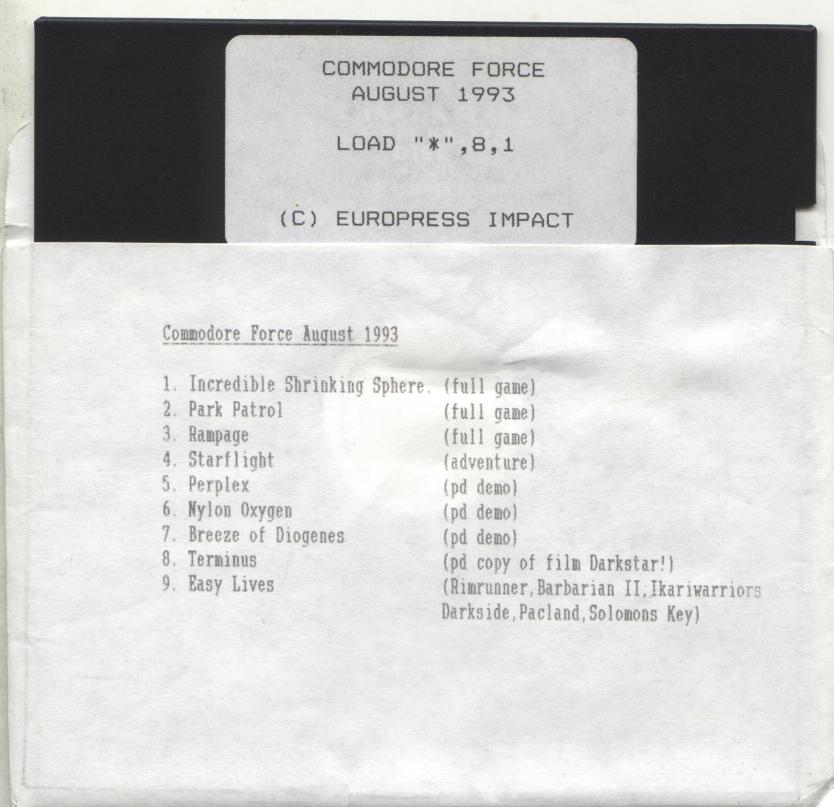 COMMODORE FORCE
AUGUST 1993
LOAD "*",8,1
(C) EUROPRESS IMPACT
Commodore Force August 1993
1. Incredible Shrinking Sphere. (full game)
2. Park Patrol (full game)
3. Rampage (full game)
4. Starflight (adventure)
5. Perplex (pd demo)
6. Nylon Oxygen (pd demo)
7. Breeze of Diogenes (pd demo)
8. Terminus (pd copy of film Darkstar!)
9. Easy Lives (Rimrunner,Barbarian II,Ikariwarriors
Darkside,Pacland,Solomons Key)